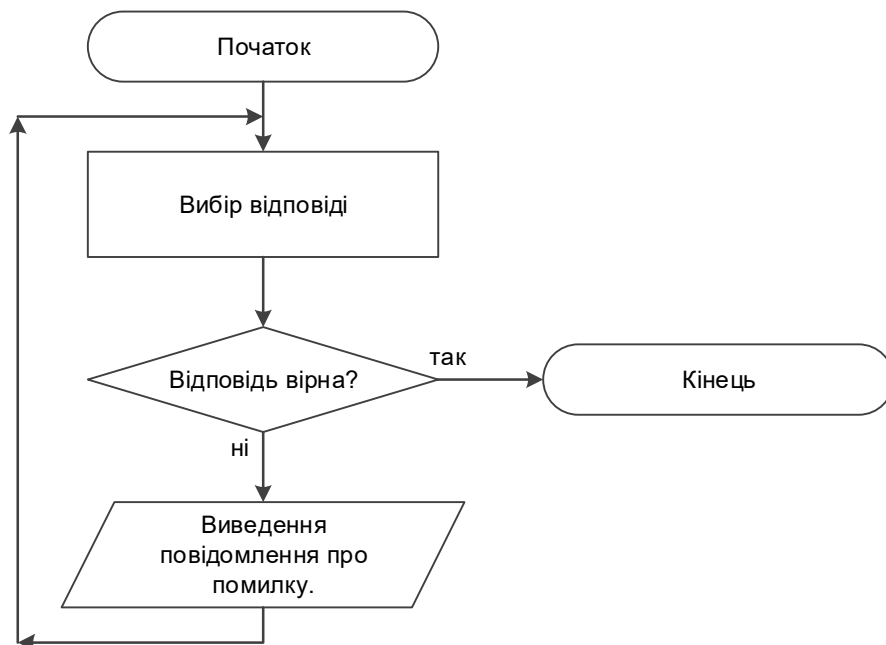 Початок
Вибір відповіді
Відповідь вірна?
так
Кінець
ні
Виведення
повідомлення про
помилку.